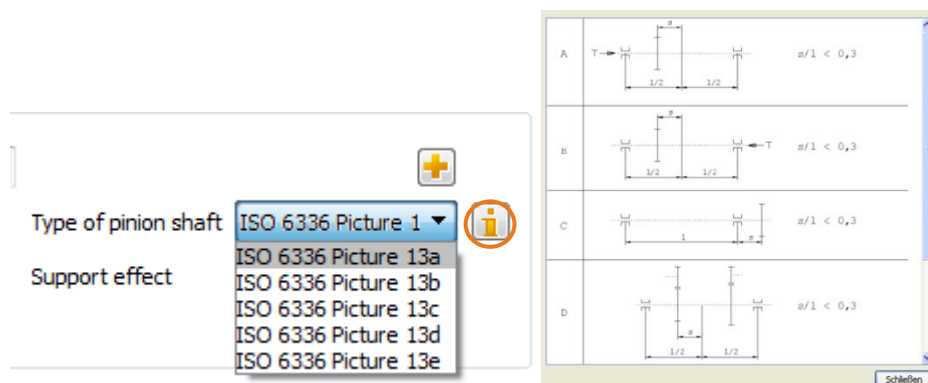 Type of pinion shaft
ISO 6336 Picture 1
ISO 6336 Picture 13a
ISO 6336 Picture 13b
ISO 6336 Picture 13c
ISO 6336 Picture 13d
ISO 6336 Picture 13e
Support effect
s
A T s/l < 0,3
l/2 l/2
s
B T s/l < 0,3
l/2 l/2
C s/l < 0,3
l s
D s/l < 0,3
s
l/2 l/2
Schließen